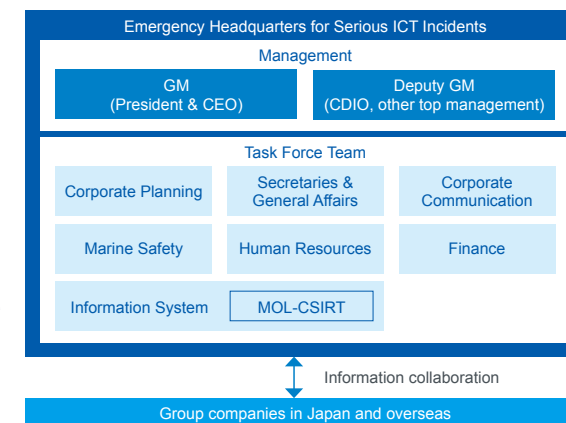 Emergency Headquarters for Serious ICT Incidents
Management
GM
(President & CEO)
Deputy GM
(CDIO, other top management)
Task Force Team
Corporate Planning
Secretaries &
General Affairs
Corporate
Communication
Marine Safety
Human Resources
Finance
Information System
MOL-CSIRT
Information collaboration
Group companies in Japan and overseas